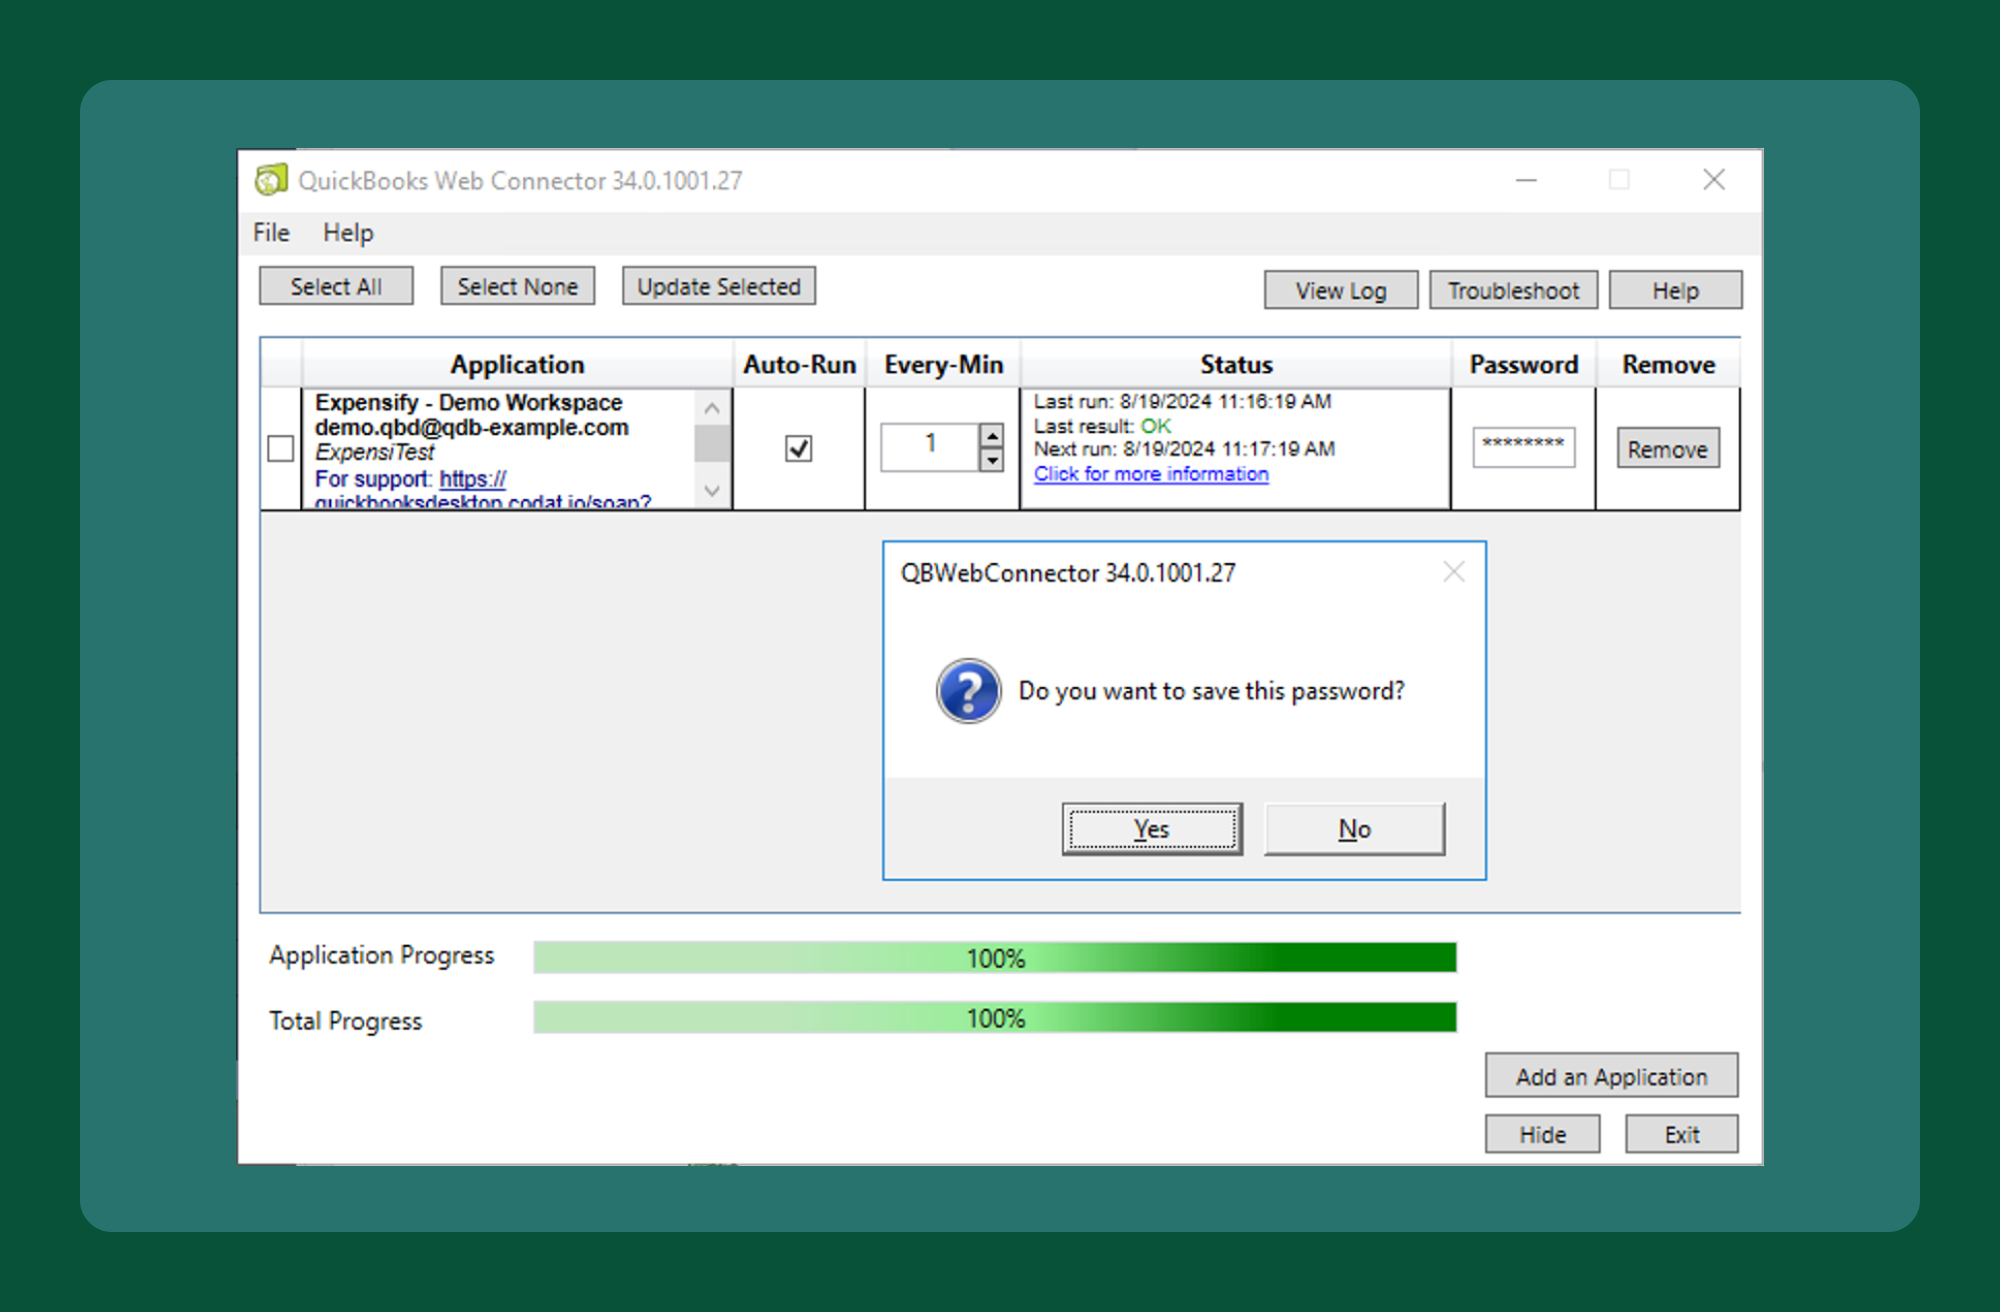 QuickBooks Web Connector 34.0.1001.27
File Help
Select All Select None Update Selected View Log Troubleshoot Help
Application Auto-Run Every-Min Status Password Remove
Expensify - Demo Workspace
demo.qbd@qdb-example.com
ExpensiTest
For support: https://
quickbooksdesktop.codat.io/soap?
1
Last run: 8/19/2024 11:16:19 AM
Last result: OK
Next run: 8/19/2024 11:17:19 AM
Click for more information
********
Remove
QBWebConnector 34.0.1001.27
Do you want to save this password?
Yes No
Application Progress 100%
Total Progress 100%
Add an Application
Hide Exit